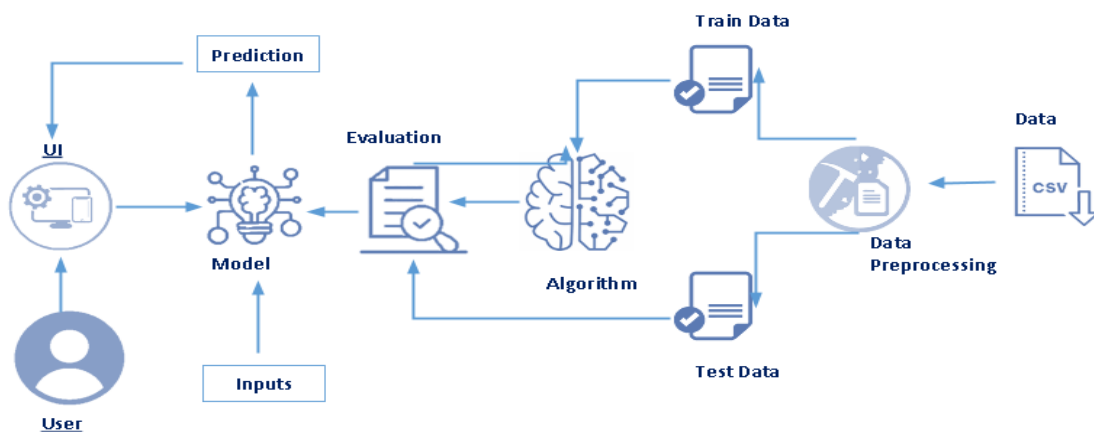 Train Data
Prediction
Evaluation
Data
UI
CSV
Model
Algorithm
Data
Preprocessing
Inputs
Test Data
User